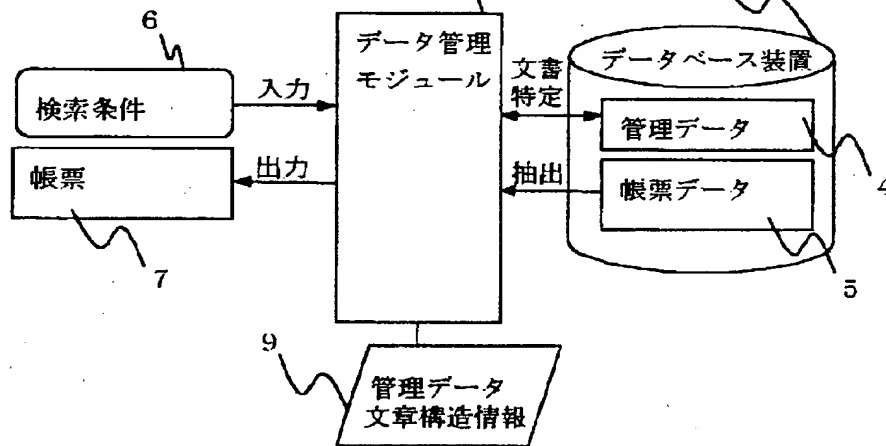 6
検索条件
入力
帳票
出力
7
データ管理
モジュール
文書
特定
抽出
データベース装置
管理データ
4
帳票データ
5
9
管理データ
文章構造情報